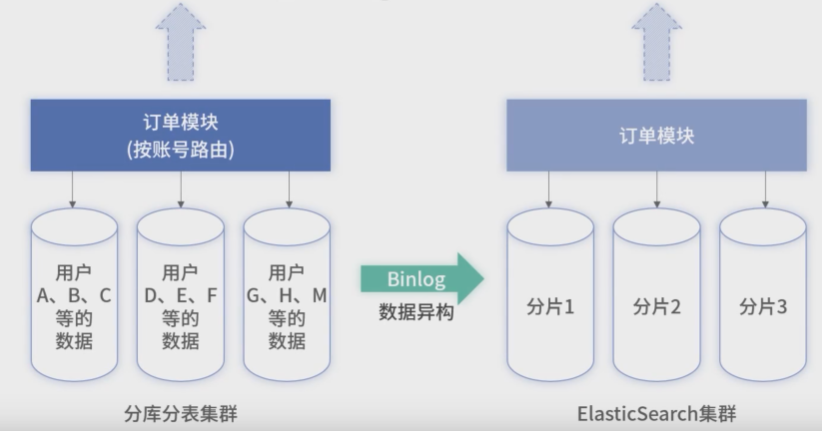 订单模块
(按账号路由)
订单模块
用户
A、B、C
等的
数据
用户
D、E、F
等的
数据
用户
G、H、M
等的
数据
Binlog
数据异构
分片1
分片2
分片3
分库分表集群
ElasticSearch集群